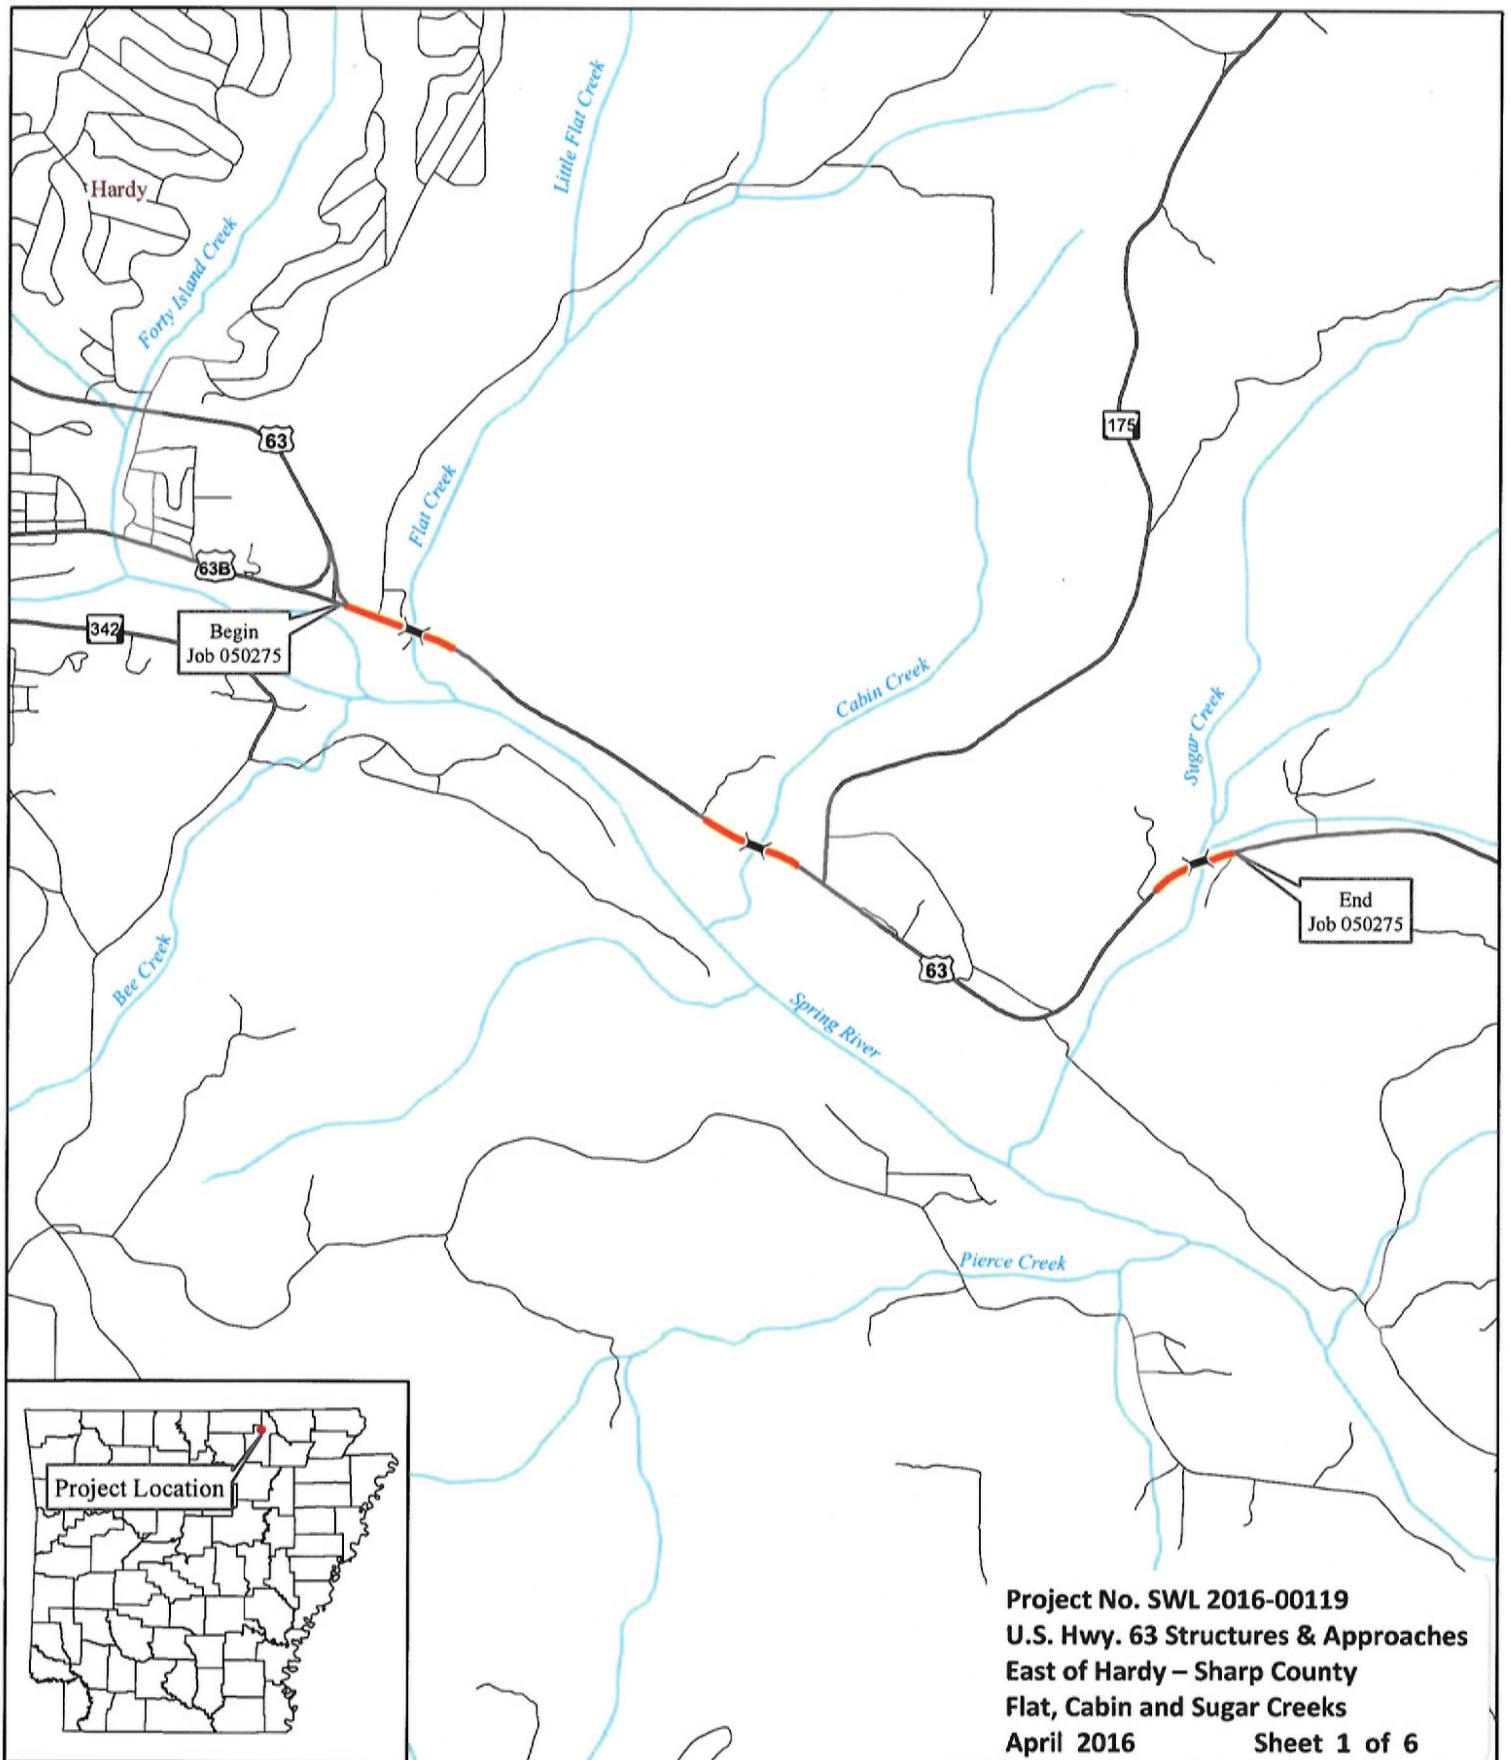 Little Flat Creek
Hardy
Forty Island Creek
175
63
Flat Creek
63B
342
Begin
Job 050275
Cabin Creek
Sugar Creek
End
Job 050275
Bee Creek
63
Spring River
Pierce Creek
Project Location
Project No. SWL 2016-00119
U.S. Hwy. 63 Structures & Approaches
East of Hardy – Sharp County
Flat, Cabin and Sugar Creeks
April 2016 Sheet 1 of 6